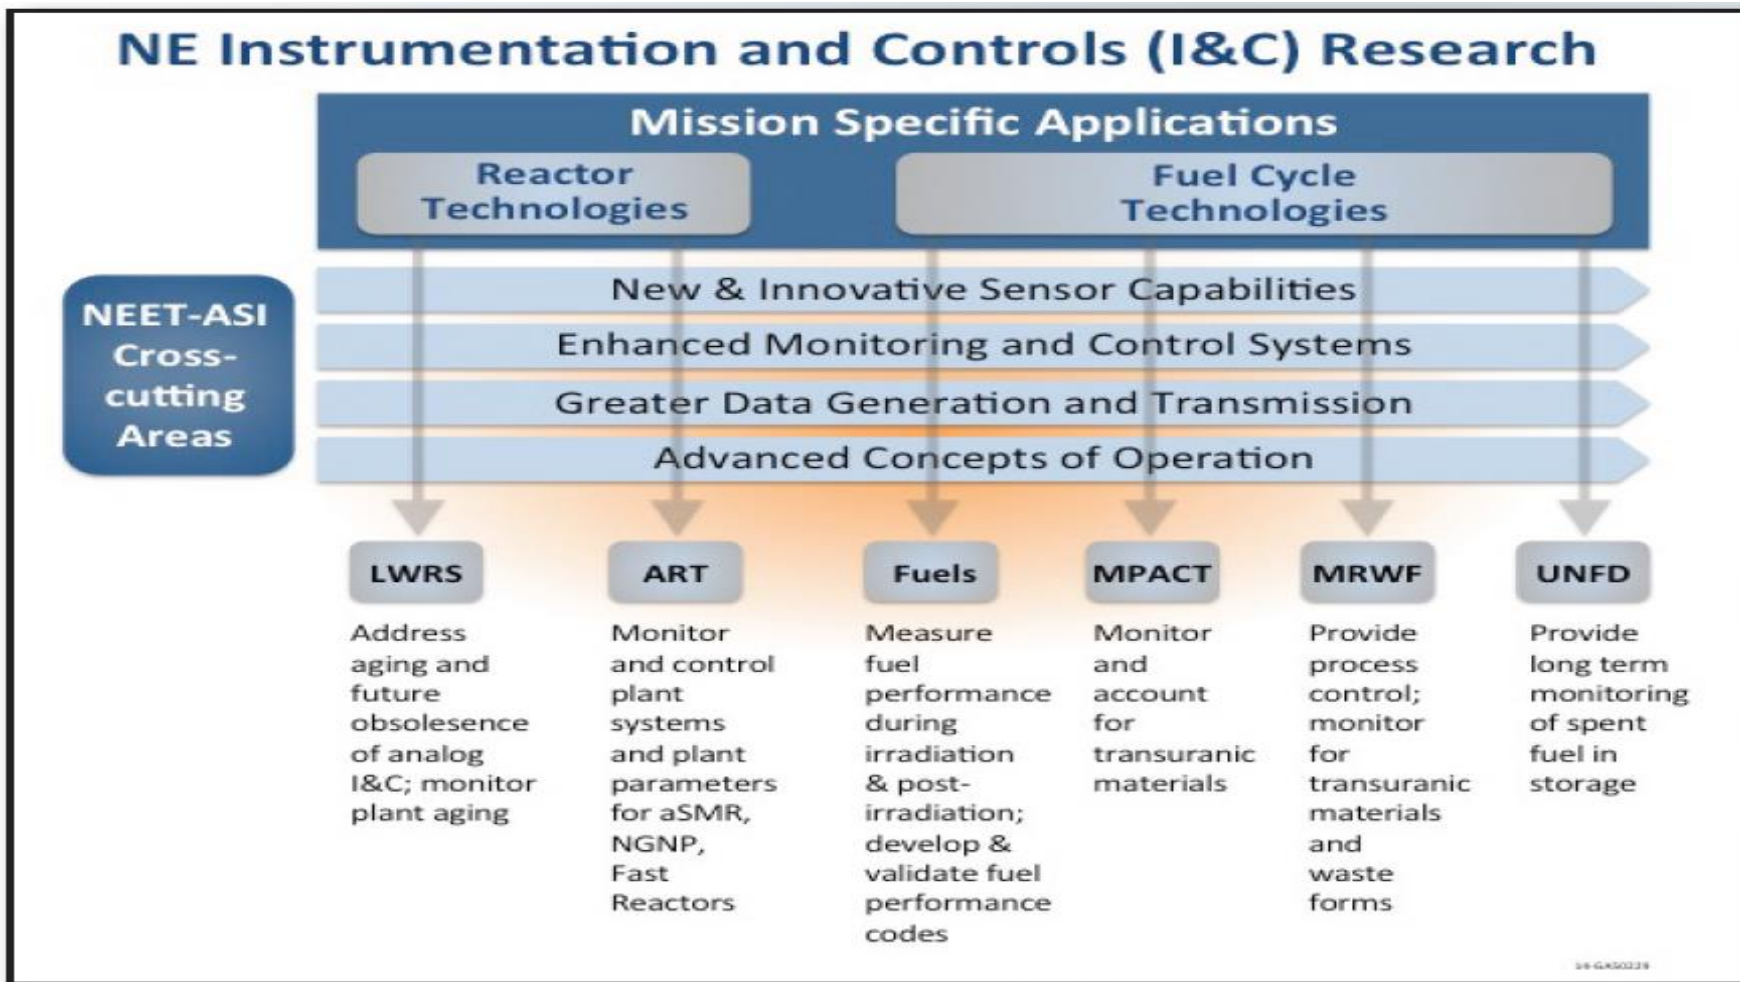 NE Instrumentation and Controls (I&C) Research
Mission Specific Applications
Reactor
Technologies
Fuel Cycle
Technologies
NEET-ASI
Cross-
cutting
Areas
New & Innovative Sensor Capabilities
Enhanced Monitoring and Control Systems
Greater Data Generation and Transmission
Advanced Concepts of Operation
LWRS
Address
aging and
future
obsolesence
of analog
I&C; monitor
plant aging
ART
Monitor
and control
plant
systems
and plant
parameters
for aSMR,
NGNP,
Fast
Reactors
Fuels
Measure
fuel
performance
during
irradiation
& post-
irradiation;
develop &
validate fuel
performance
codes
MPACT
Monitor
and
account
for
transuranic
materials
MRWF
Provide
process
control;
monitor
for
transuranic
materials
and
waste
forms
UNFD
Provide
long term
monitoring
of spent
fuel in
storage